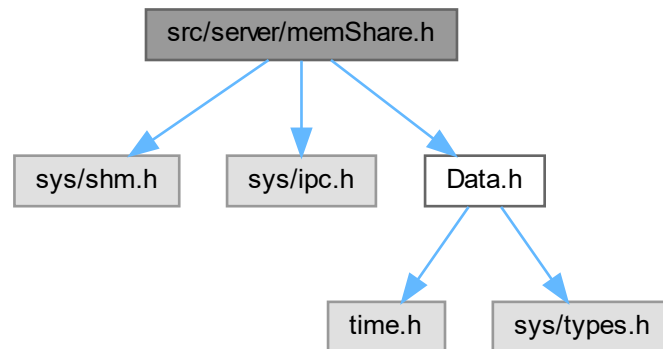 src/server/memShare.h
sys/shm.h
sys/ipc.h
Data.h
time.h
sys/types.h